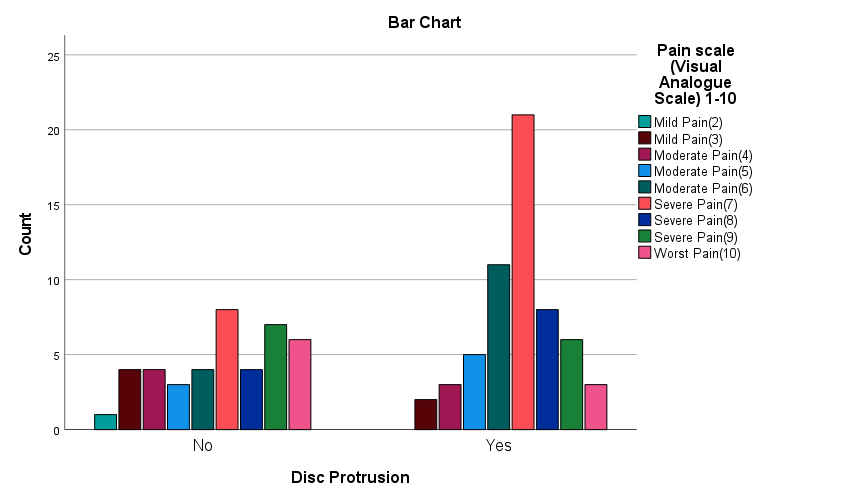 Bar Chart
25
20
15
10
5
0
Count
No
Yes
Disc Protrusion
Pain scale
(Visual
Analogue
Scale) 1-10
Mild Pain(2)
Mild Pain(3)
Moderate Pain(4)
Moderate Pain(5)
Moderate Pain(6)
Severe Pain(7)
Severe Pain(8)
Severe Pain(9)
Worst Pain(10)